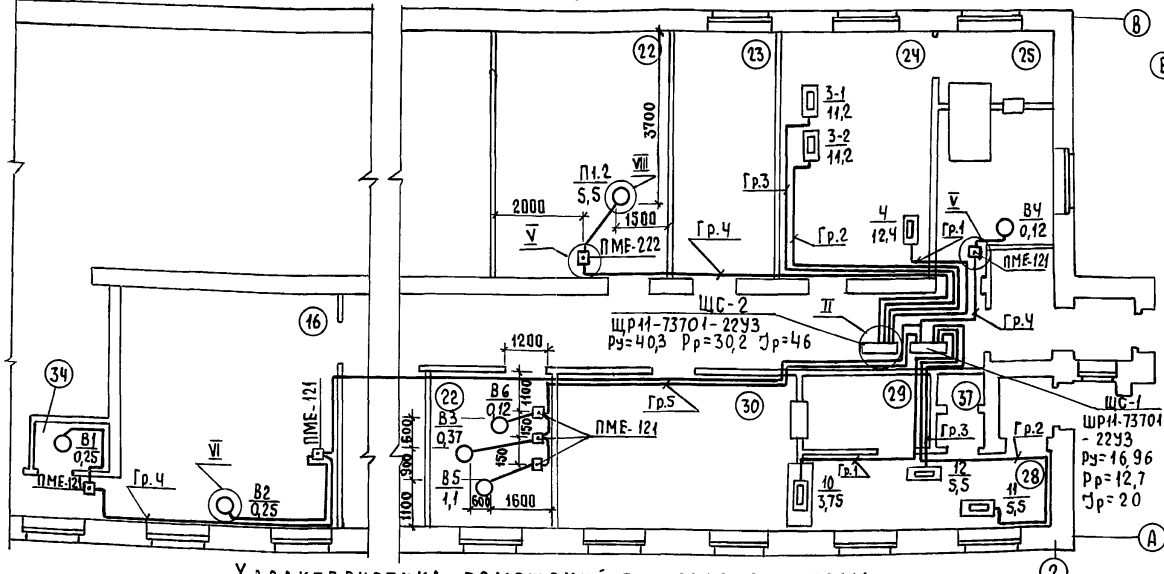 В
22
23
24
25
3-1
11,2
3-2
11,2
3700
VIII
П1.2
5,5
Гр.3
2000
1500
V
ПМЕ-222
Гр.4
Гр.2
4
12,4
Гр.1
V
В4
0,12
ПМЕ-121
16
ЩС-2
ЩР11-73701-22У3
Ру=40,3 Рр=30,2 Jр=46
II
Гр.4
1200
34
В1
0,25
ПМЕ-121
ПМЕ-121
VI
В2
0,25
Гр.4
22
В6
0,12
1100
В3
0,37
150
150
600
900
1100
В5
1,1
600
1600
ПМЕ-121
Гр.5
30
29
37
ЩС-1
ШР11-73701
-22У3
Ру=16,96
Рр=12,7
Jр=20
Гр.3
Гр.2
Гр.1
10
3,75
12
5,5
11
5,5
28
А
2
Характеристика помещений